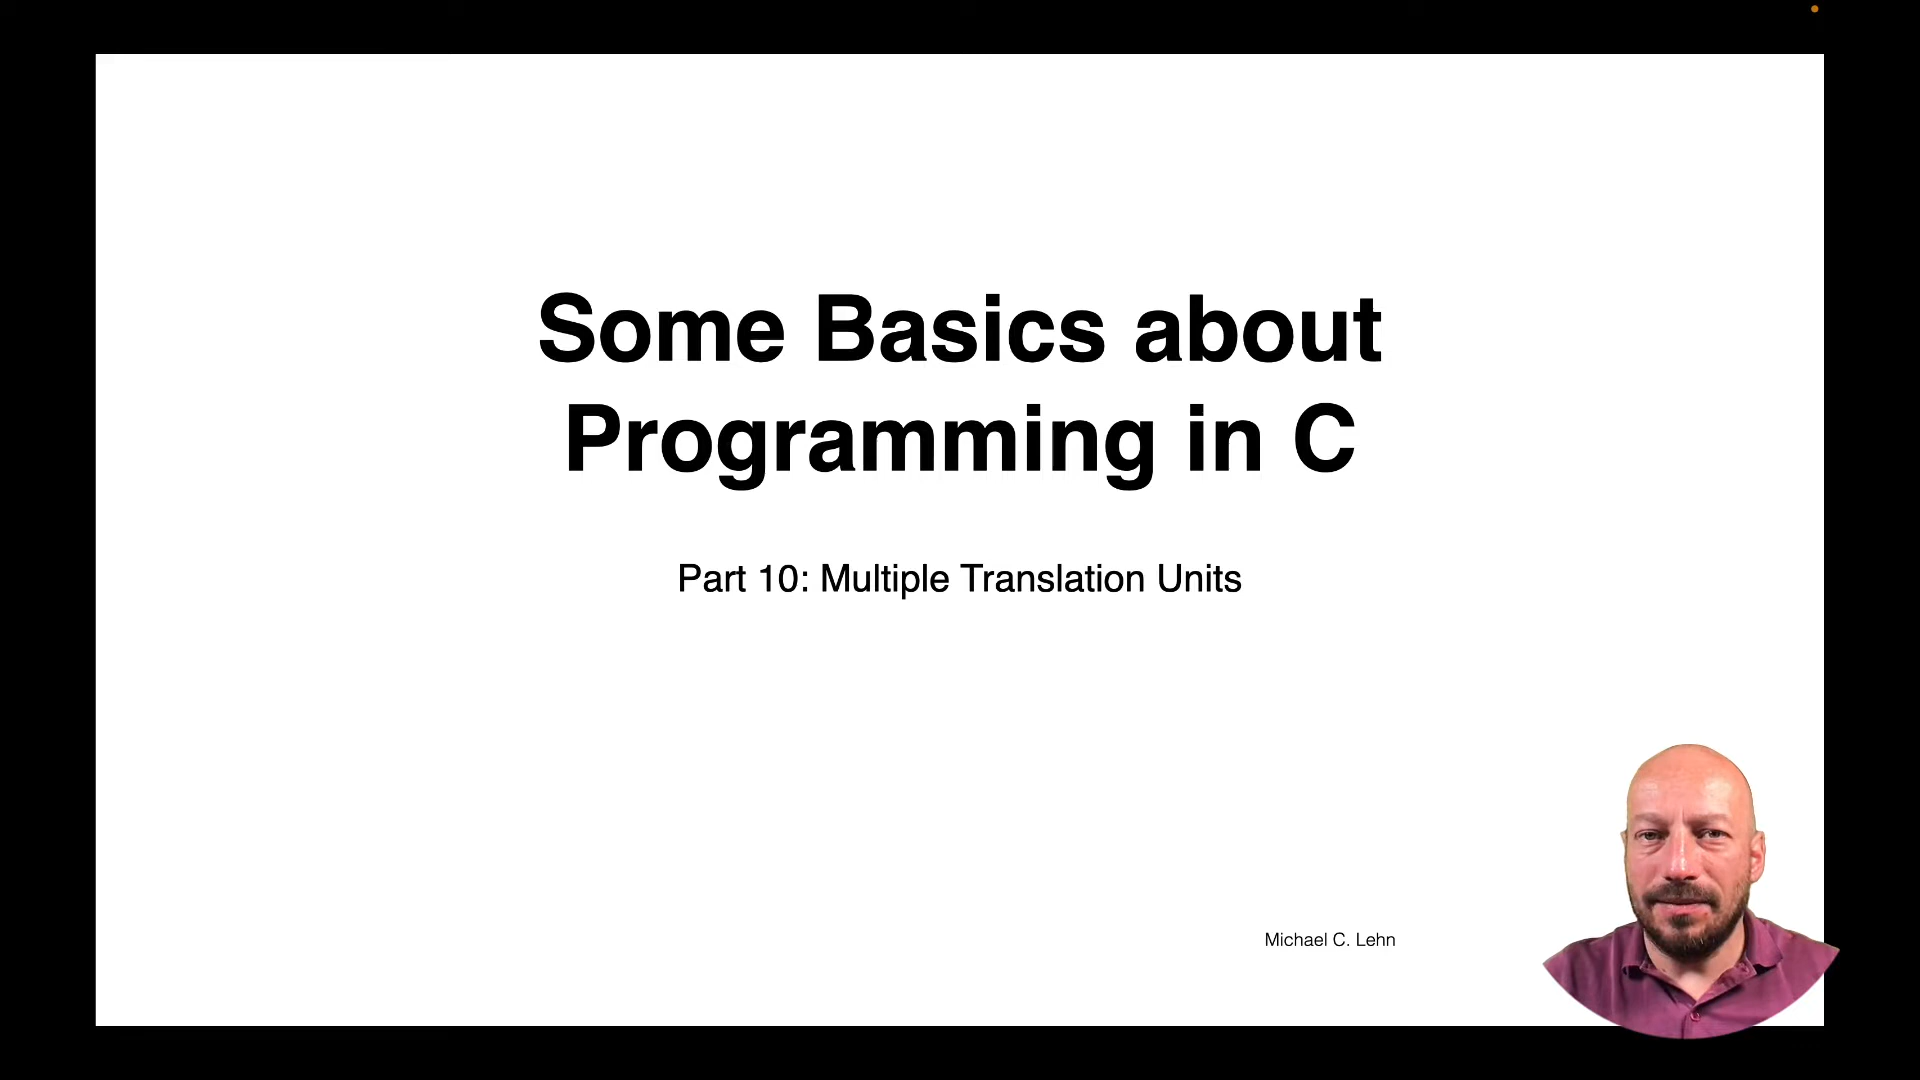 Some Basics about
Programming in C
Part 10: Multiple Translation Units
Michael C. Lehn